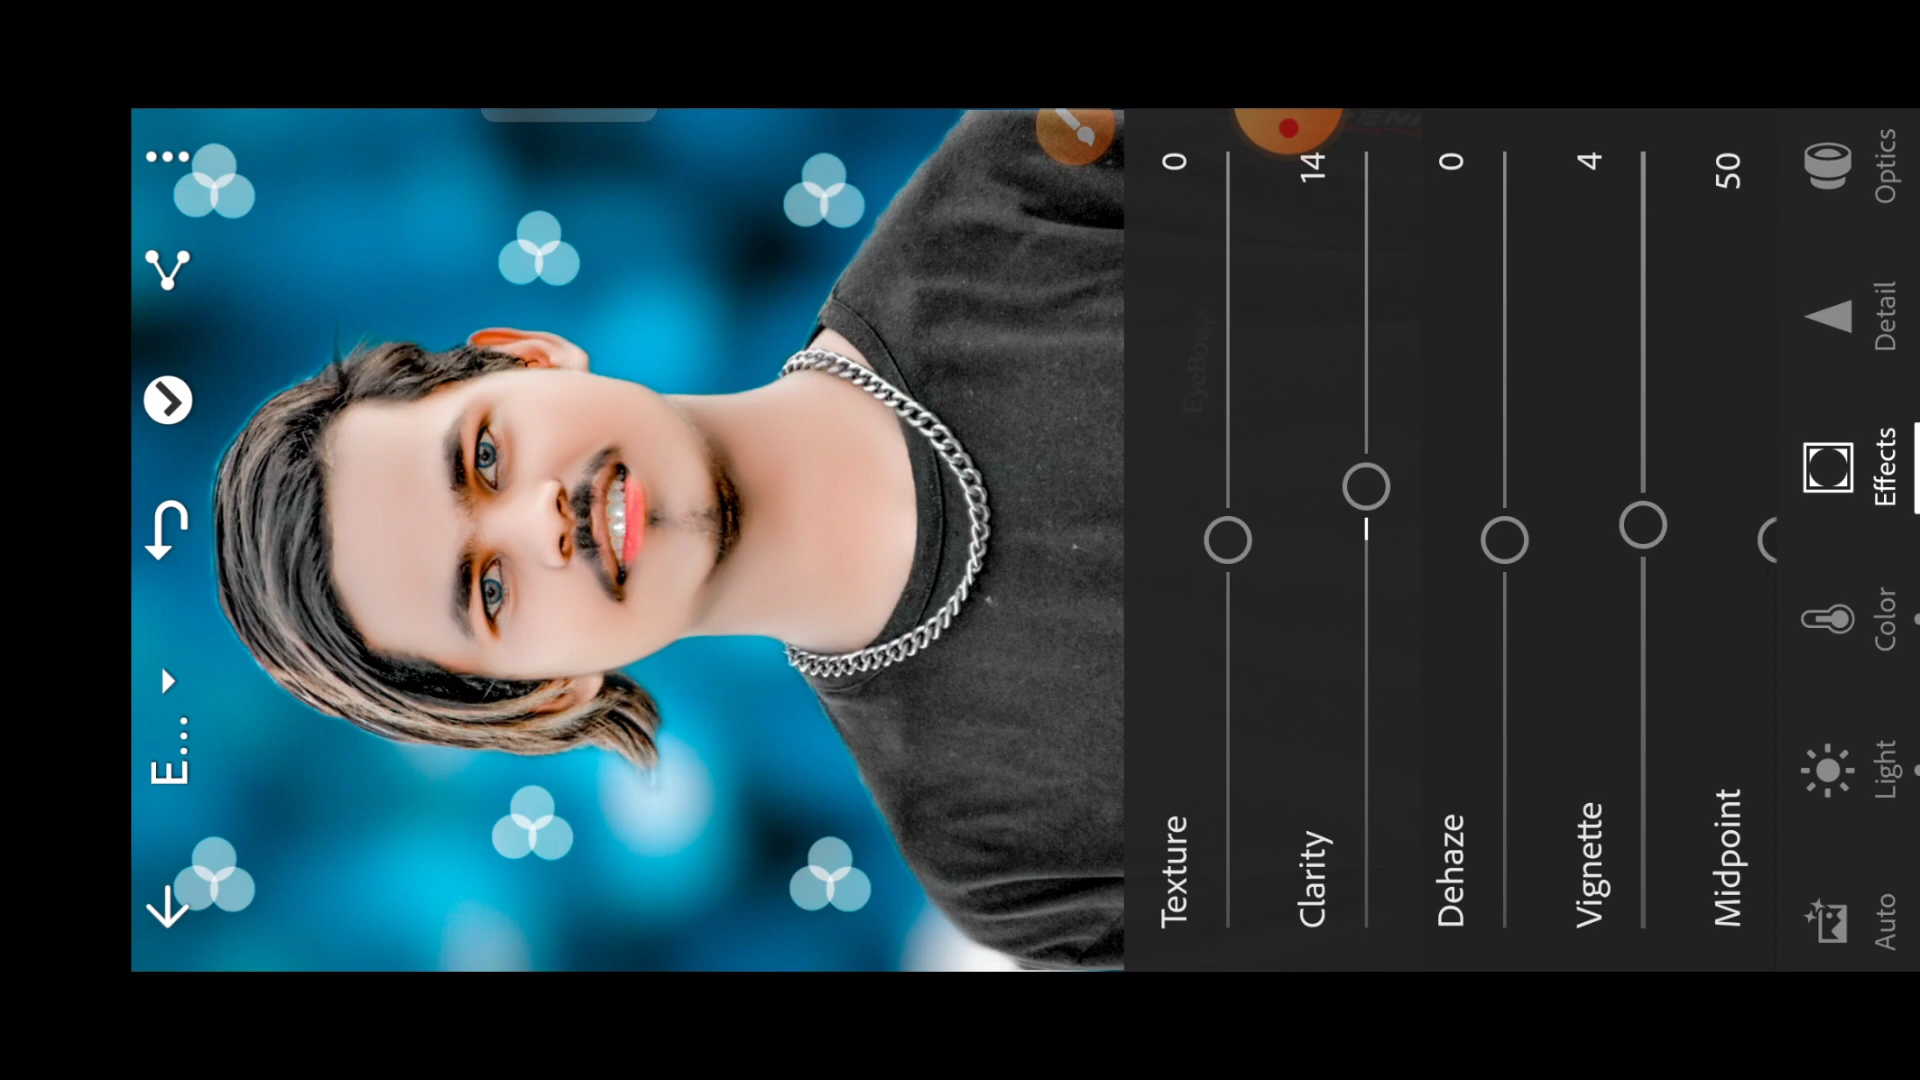 E...
Texture 0
Clarity 14
Dehaze 0
Vignette 4
Midpoint 50
Auto
Light
Color
Effects
Detail
Optics